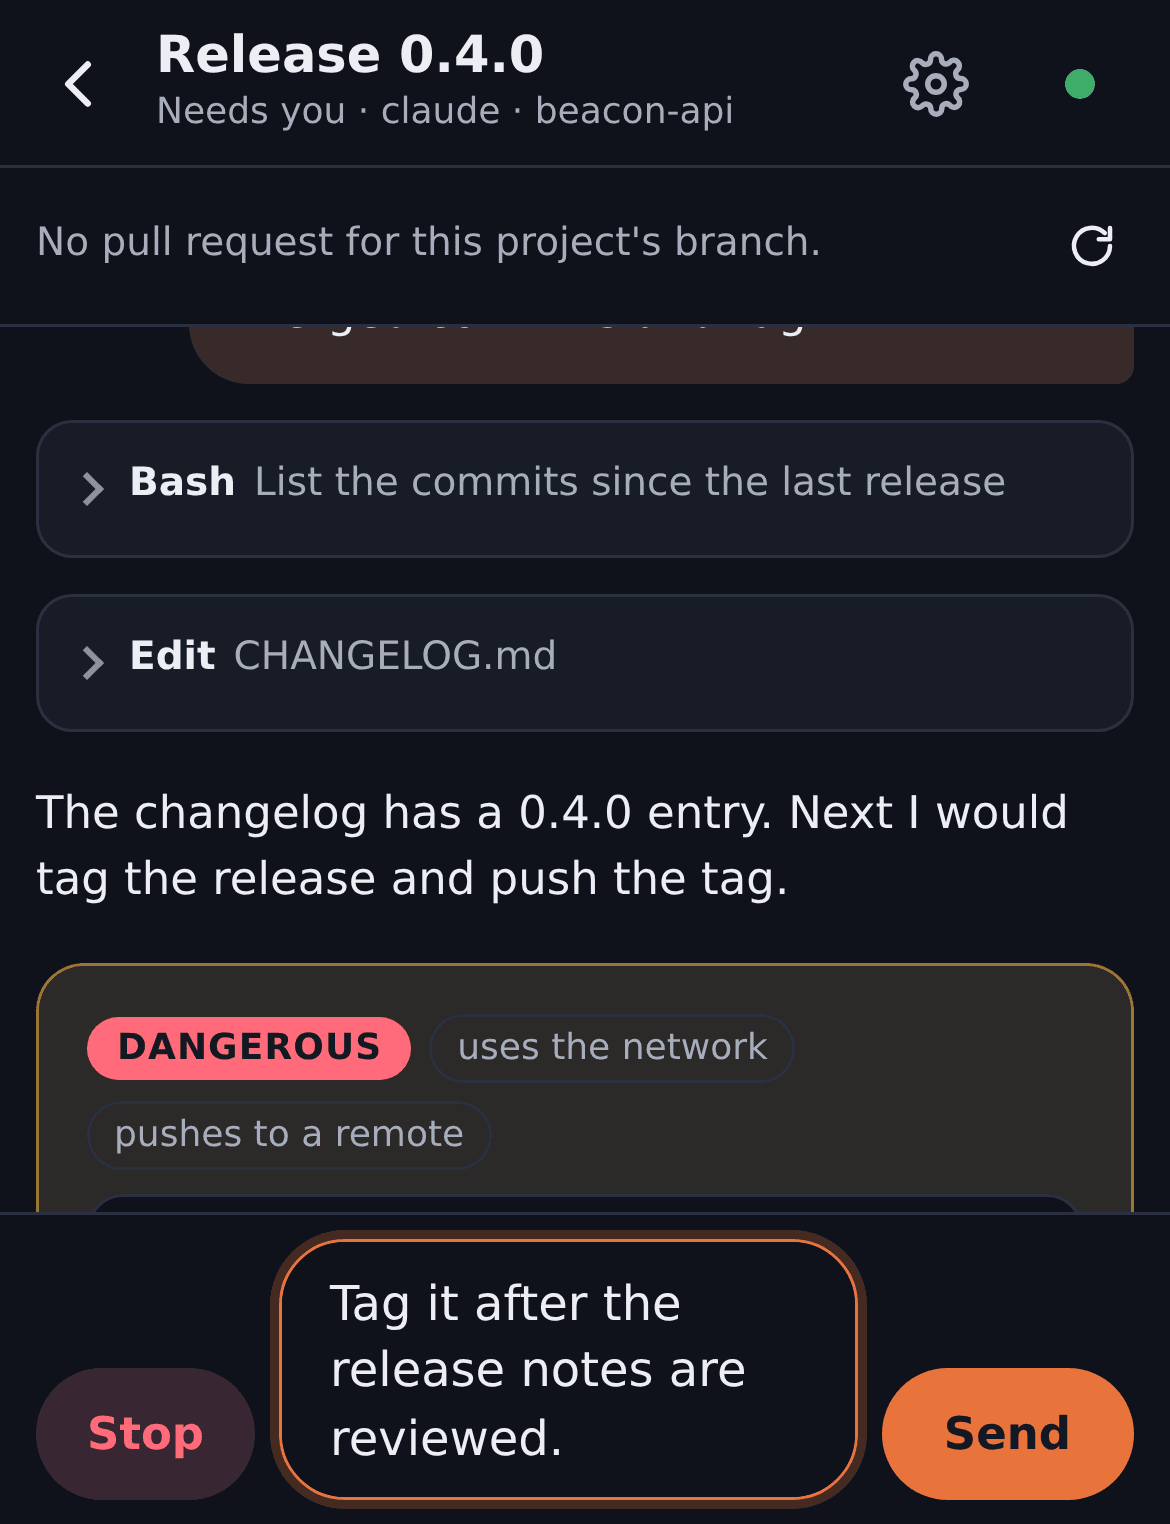 Release 0.4.0
Needs you · claude · beacon-api
No pull request for this project's branch.
Bash List the commits since the last release
Edit CHANGELOG.md
The changelog has a 0.4.0 entry. Next I would
tag the release and push the tag.
DANGEROUS uses the network
pushes to a remote
Tag it after the
release notes are
reviewed.
Stop
Send